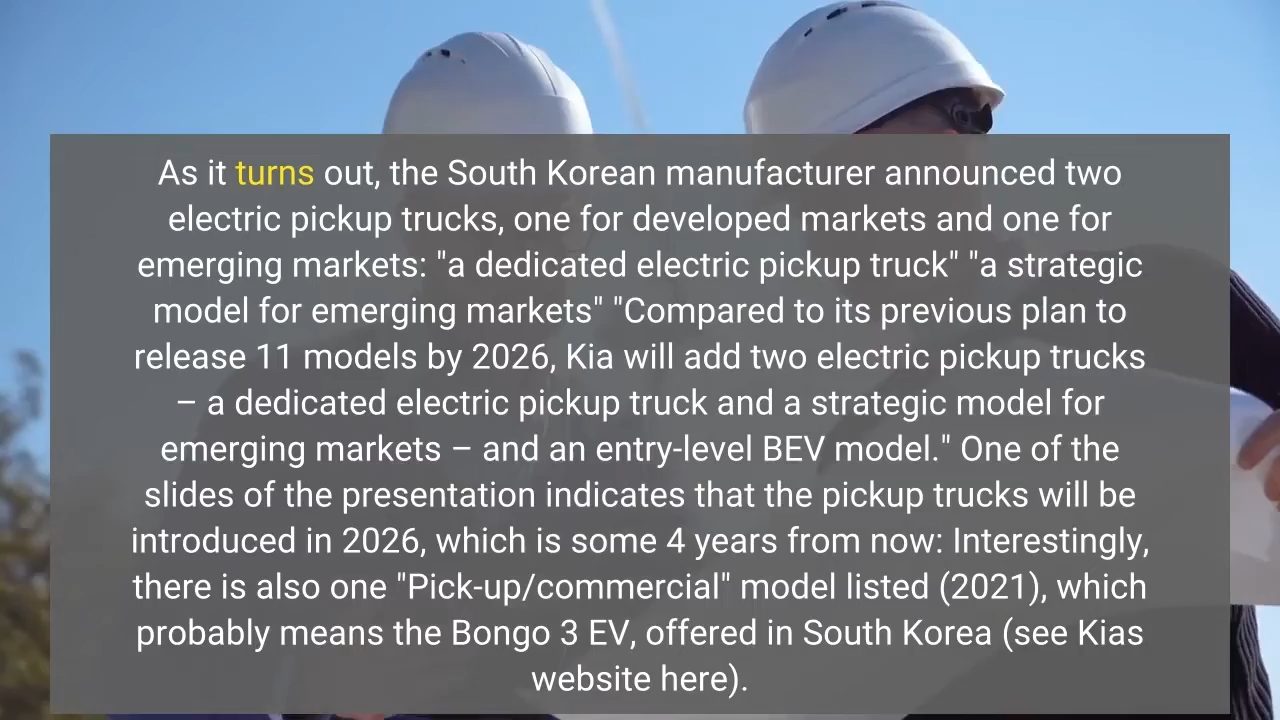 As it turns out, the South Korean manufacturer announced two
electric pickup trucks, one for developed markets and one for
emerging markets: "a dedicated electric pickup truck" "a strategic
model for emerging markets" "Compared to its previous plan to
release 11 models by 2026, Kia will add two electric pickup trucks
– a dedicated electric pickup truck and a strategic model for
emerging markets – and an entry-level BEV model." One of the
slides of the presentation indicates that the pickup trucks will be
introduced in 2026, which is some 4 years from now: Interestingly,
there is also one "Pick-up/commercial" model listed (2021), which
probably means the Bongo 3 EV, offered in South Korea (see Kias
website here).